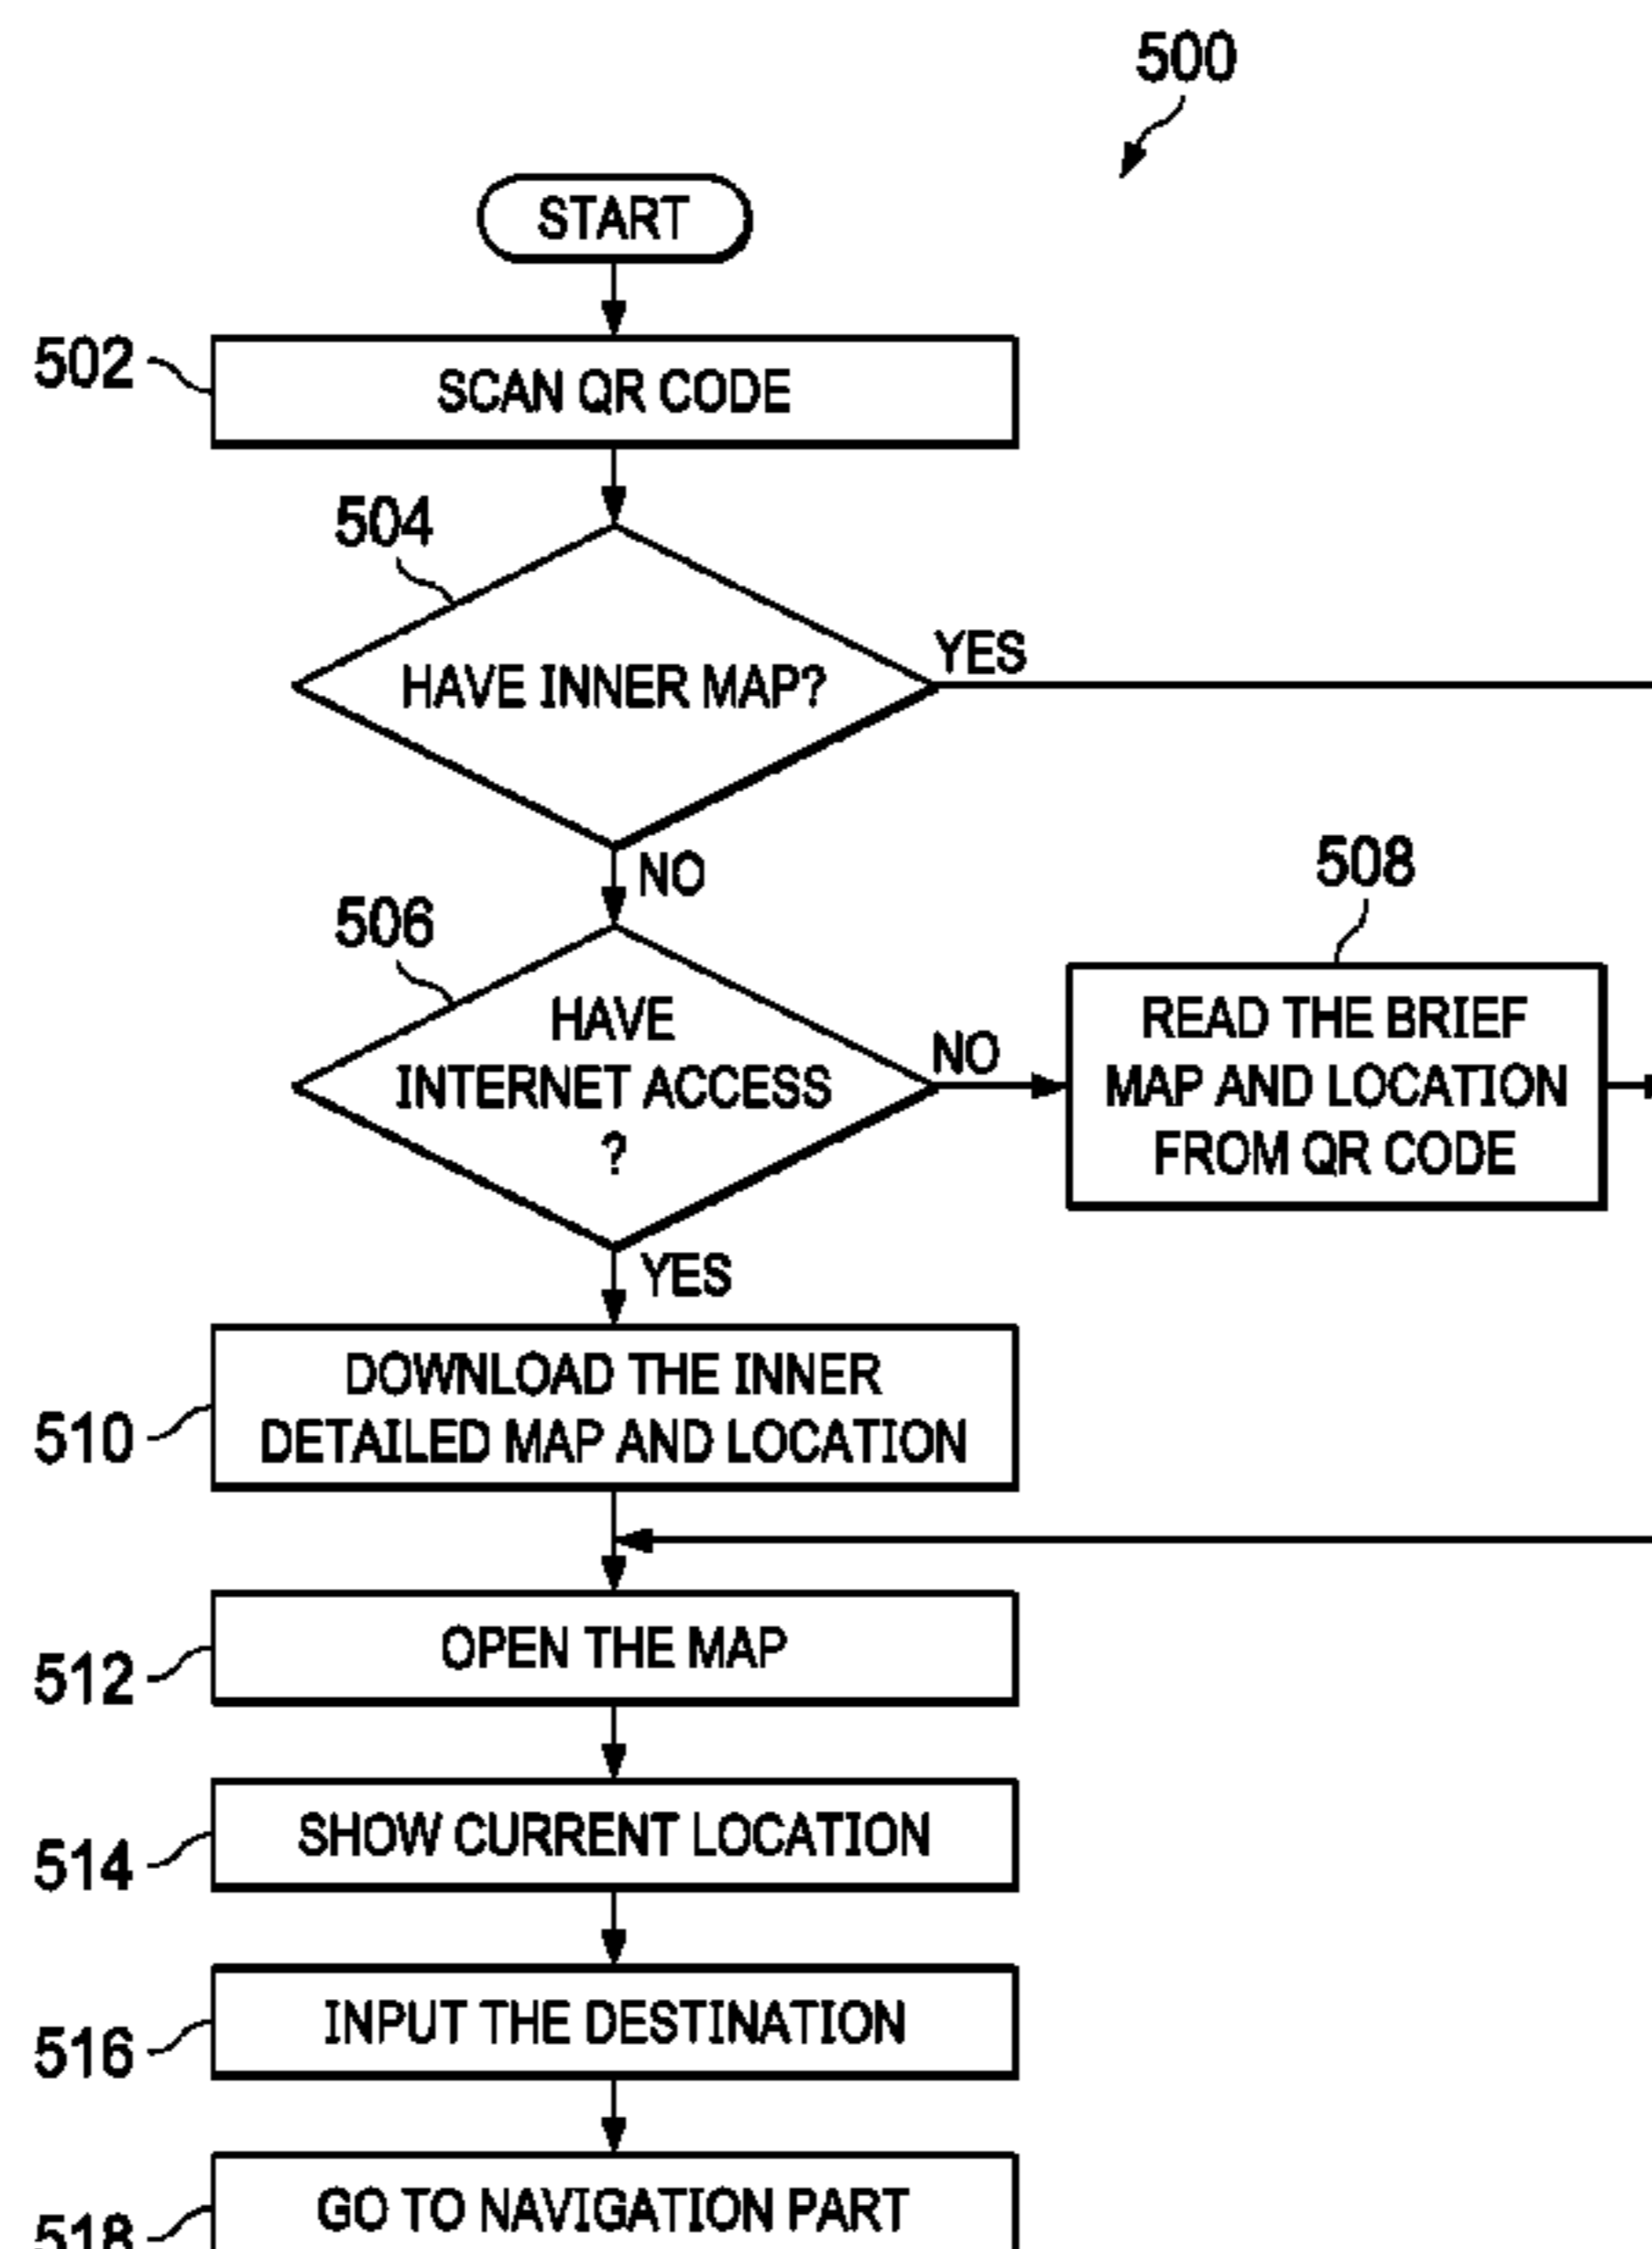 500
START
502
SCAN QR CODE
504
HAVE INNER MAP?
YES
NO
506
HAVE
INTERNET ACCESS
?
NO
508
READ THE BRIEF
MAP AND LOCATION
FROM QR CODE
YES
510
DOWNLOAD THE INNER
DETAILED MAP AND LOCATION
512
OPEN THE MAP
514
SHOW CURRENT LOCATION
516
INPUT THE DESTINATION
518
GO TO NAVIGATION PART